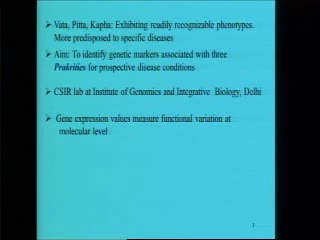 ➢ Vata, Pitta, Kapha: Exhibiting readily recognizable phenotypes.
More predisposed to specific diseases
➢ Aim: To identify genetic markers associated with three
Prakrities for prospective disease conditions
➢ CSIR lab at Institute of Genomics and Integrative Biology, Delhi
➢ Gene expression values measure functional variation at
molecular level